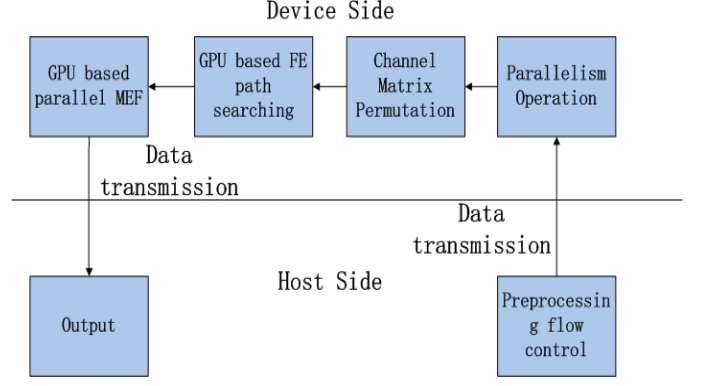 Device Side
GPU based
parallel MEF
GPU based FE
path
searching
Channel
Matrix
Permutation
Parallelism
Operation
Data
transmission
Data
transmission
Host Side
Output
Preprocessin
g flow
control